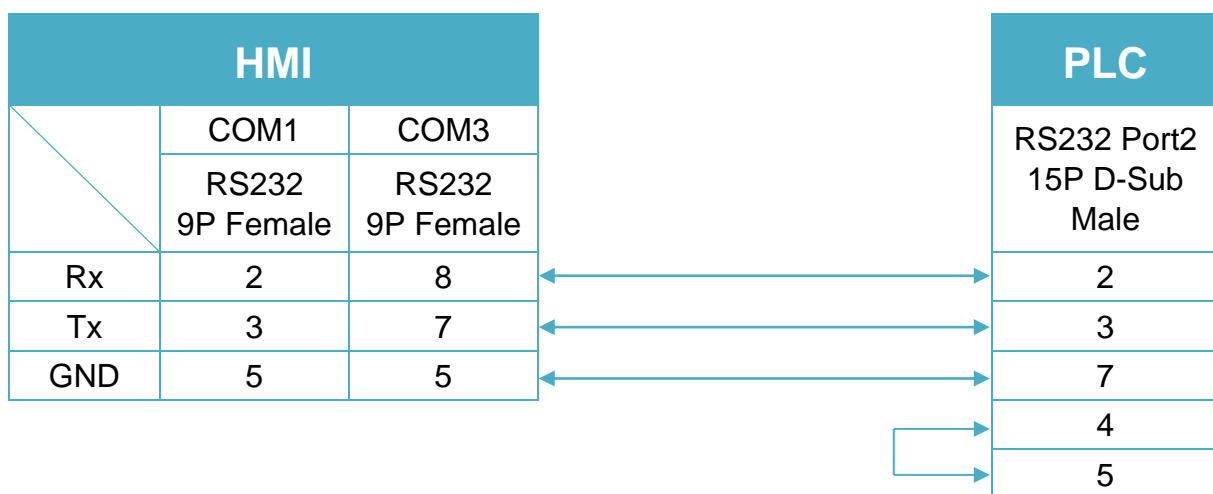 HMI
PLC
COM1
COM3
RS232 Port2
15P D-Sub
Male
RS232
9P Female
RS232
9P Female
Rx 2 8 2
Tx 3 7 3
GND 5 5 7
4
5